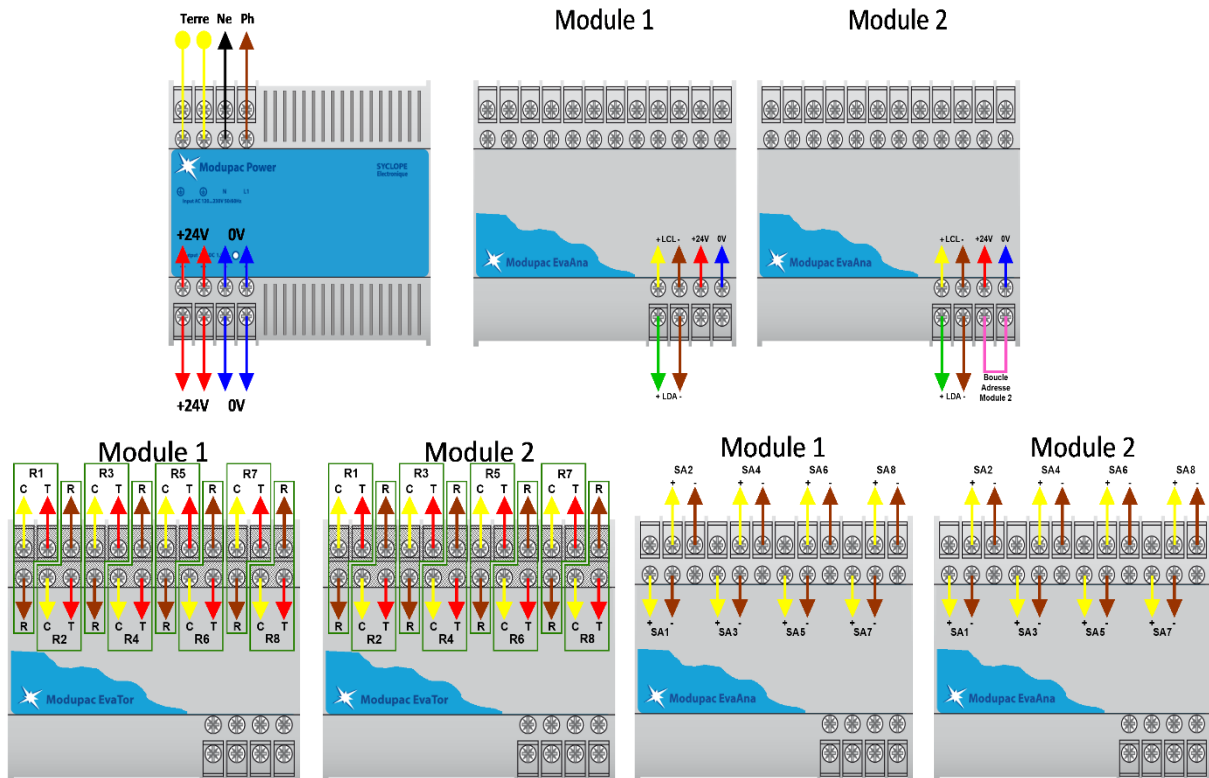 Terre Ne Ph
Module 1
Module 2
Modupac Power
SYCLOPE
Electronique
N L1
+24V 0V
+24V 0V
+ LCL - +24V 0V
Modupac EvaAna
+ LDA -
+ LCL - +24V 0V
Modupac EvaAna
+ LDA -
Boucle
Adresse
Module 2
Module 1
R1 R3 R5 R7
C T R C T R C T R C T R
R C T R C T R C T R C T
R2 R4 R6 R8
Modupac EvaTor
Module 2
R1 R3 R5 R7
C T R C T R C T R C T R
R C T R C T R C T R C T
R2 R4 R6 R8
Modupac EvaTor
Module 1
SA2 SA4 SA6 SA8
+ - + - + - + -
+ - + - + - + -
SA1 SA3 SA5 SA7
Modupac EvaAna
Module 2
SA2 SA4 SA6 SA8
+ - + - + - + -
+ - + - + - + -
SA1 SA3 SA5 SA7
Modupac EvaAna